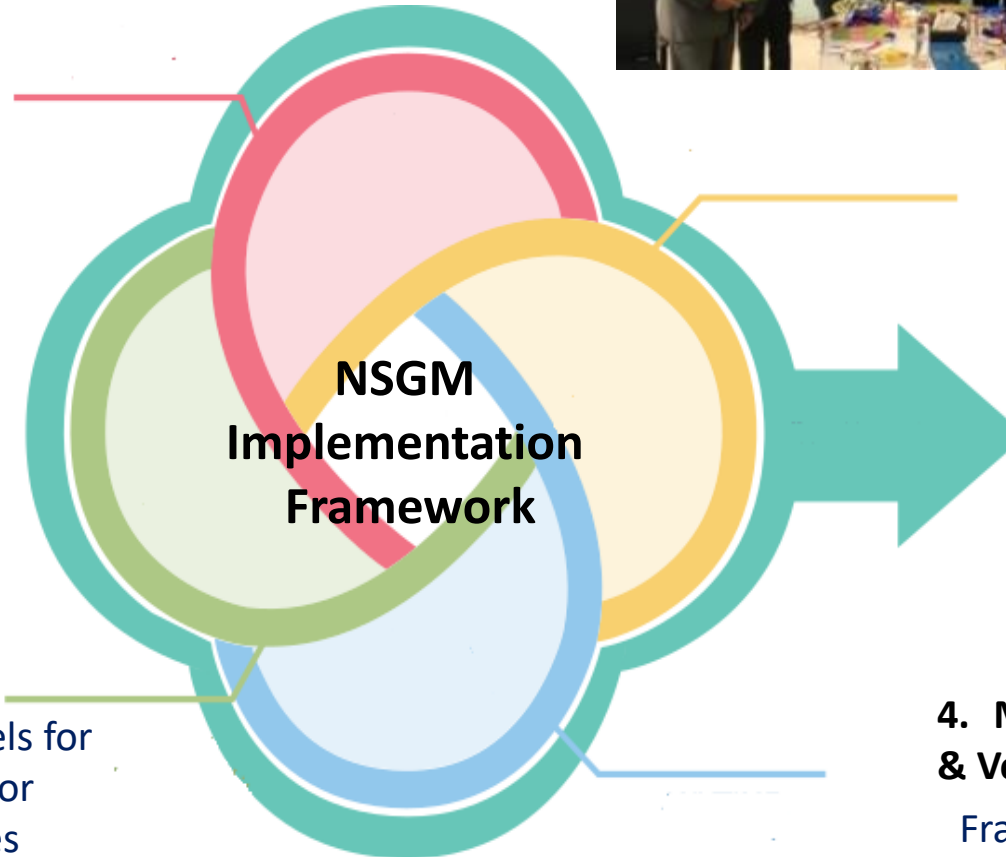 NSGM
Implementation
Framework
els for
or
es
4. M
& Ve
Fra